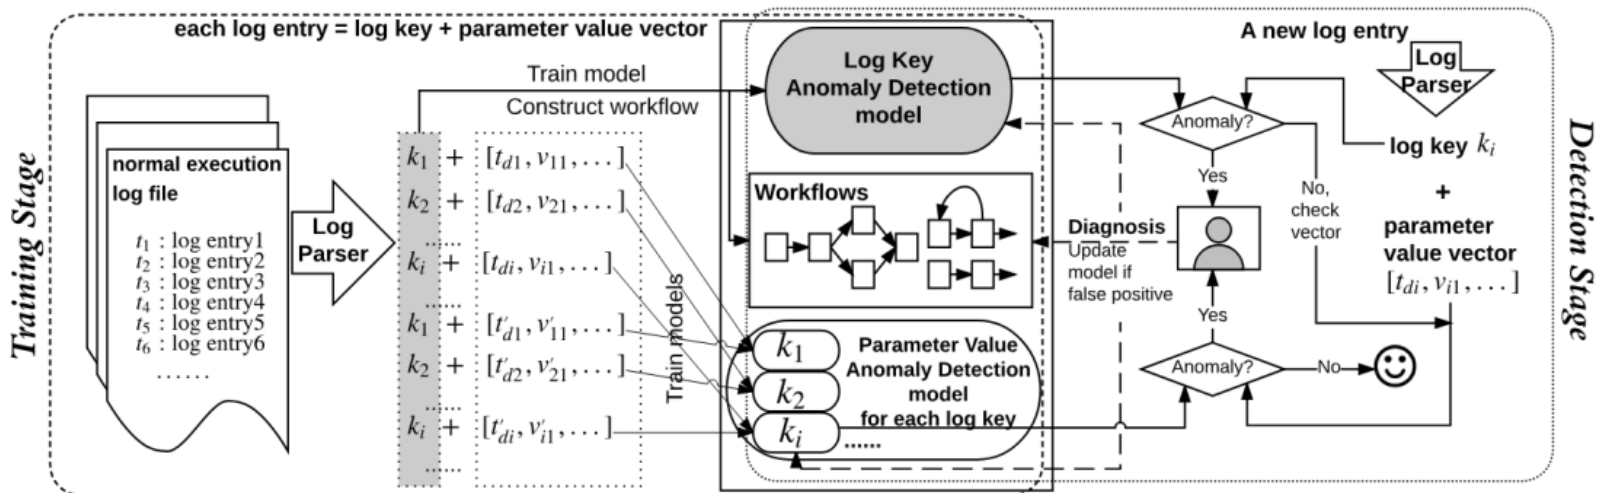 each log entry = log key + parameter value vector
Training Stage
normal execution
log file
t1 : log entry1
t2 : log entry2
t3 : log entry3
t4 : log entry4
t5 : log entry5
t6 : log entry6
......
Log
Parser
Train model
Construct workflow
k1 + [td1, v11, . . . ]
k2 + [td2, v21, . . . ]
......
ki + [tdi, vi1, . . . ]
......
k1 + [t'd1, v'11, . . . ]
k2 + [t'd2, v'21, . . . ]
......
ki + [t'di, v'i1, . . . ]
......
Train models
Log Key
Anomaly Detection
model
Workflows
k1
k2
ki
Parameter Value
Anomaly Detection
model
for each log key
......
Diagnosis
Update
model if
false positive
Anomaly?
Yes
No,
check
vector
Yes
Anomaly?
No
A new log entry
Log
Parser
log key ki
+
parameter
value vector
[tdi, vi1, . . . ]
Detection Stage